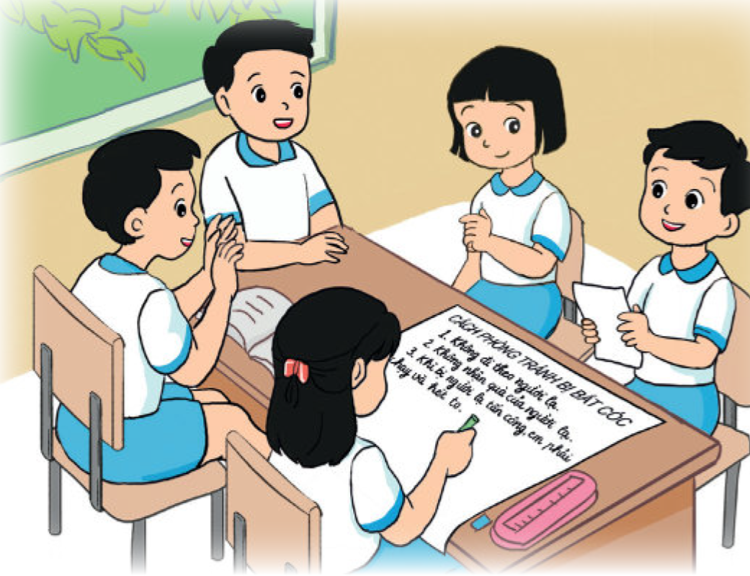 CÁCH PHÒNG TRÁNH BỊ BẮT CÓC
1. Không đi theo người lạ.
2. Không nhận quà của người lạ.
3. Khi bị người lạ tấn công, em phải
chạy và hét to.